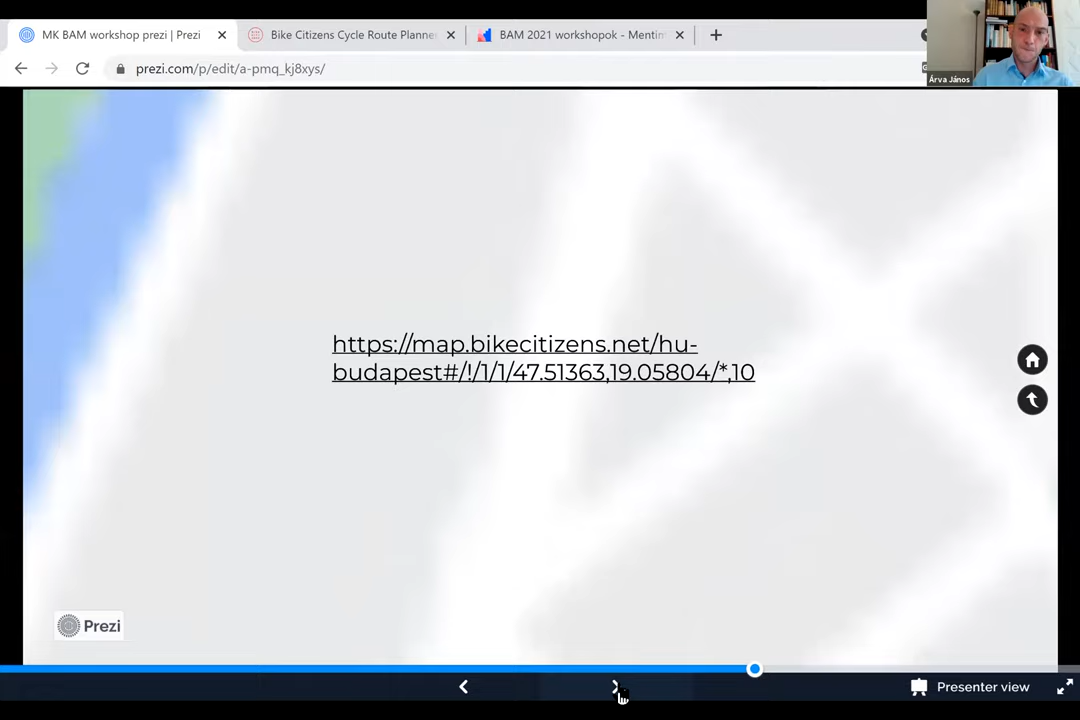 MK BAM workshop prezi | Prezi
Bike Citizens Cycle Route Planne
BAM 2021 workshopok - Mentim
prezi.com/p/edit/a-pmq_kj8xys/
Árva János
https://map.bikecitizens.net/hu-
budapest#/!/1/1/47.51363,19.05804/*,10
Prezi
Presenter view